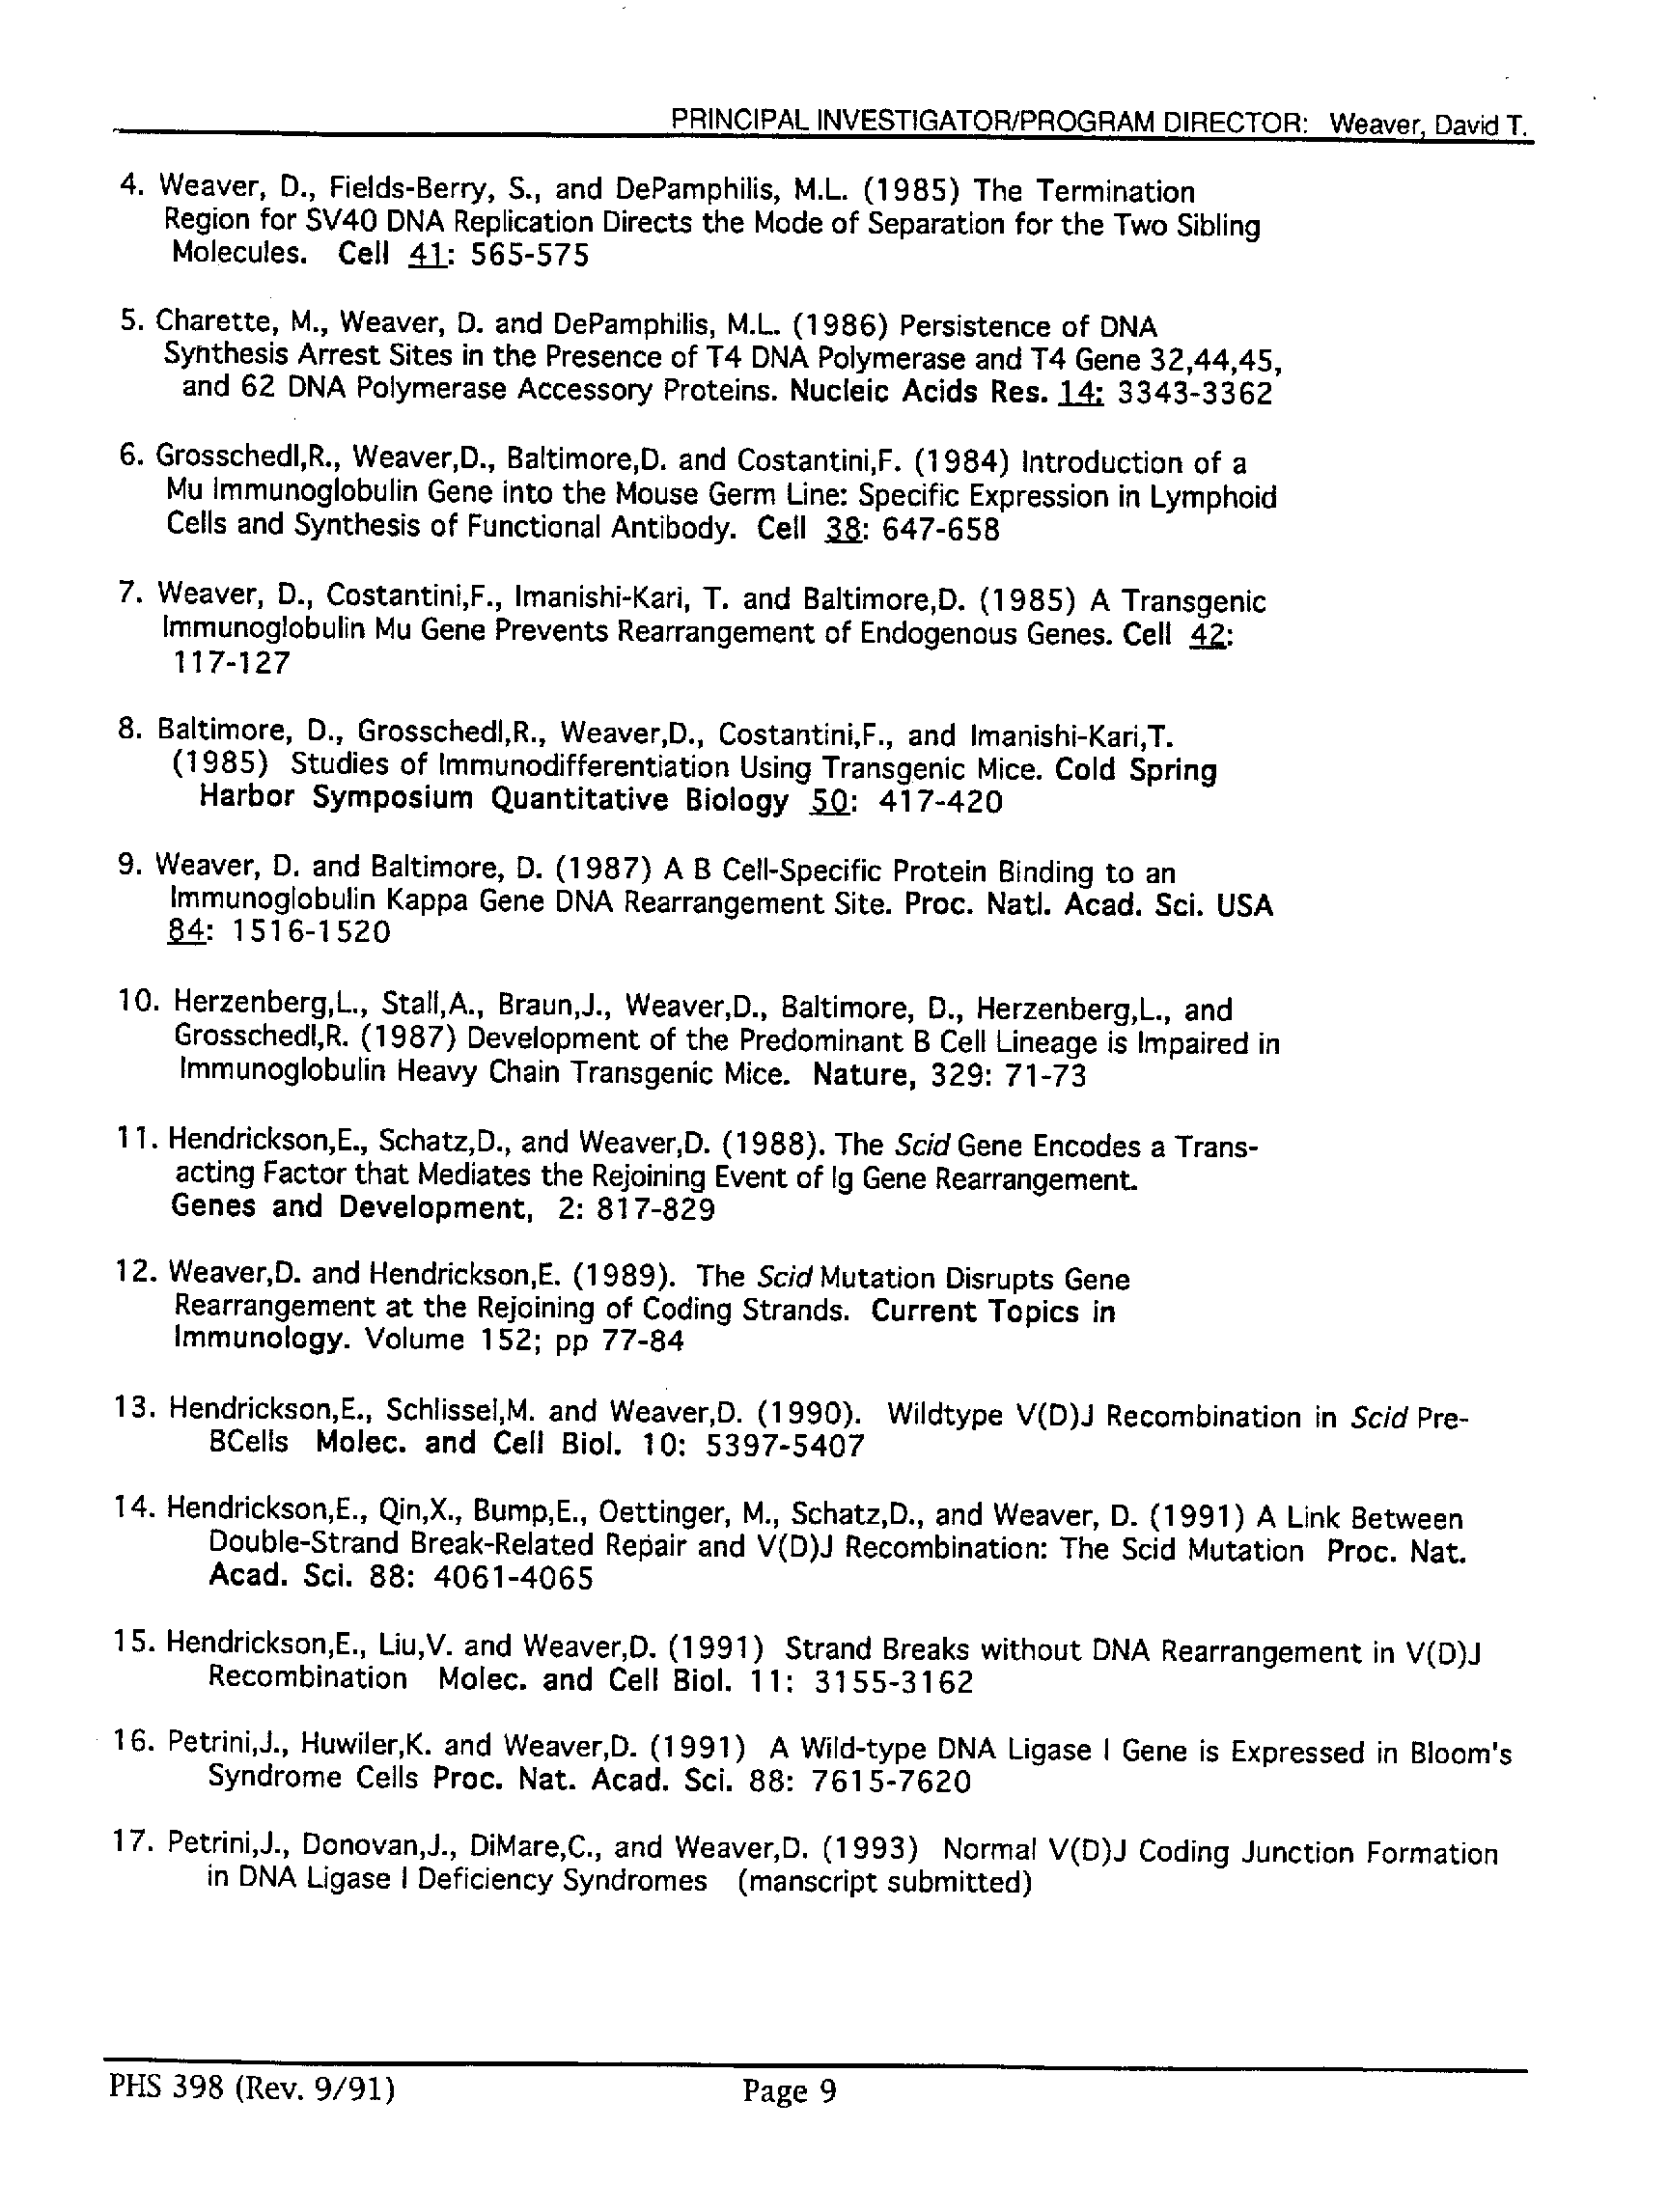 PRINCIPAL INVESTIGATOR/PROGRAM DIRECTOR: Weaver, David T.
4. Weaver, D., Fields-Berry, S., and DePamphilis, M.L. (1985) The Termination
Region for SV40 DNA Replication Directs the Mode of Separation for the Two Sibling
Molecules. Cell 41: 565-575
5. Charette, M., Weaver, D. and DePamphilis, M.L. (1986) Persistence of DNA
Synthesis Arrest Sites in the Presence of T4 DNA Polymerase and T4 Gene 32,44,45,
and 62 DNA Polymerase Accessory Proteins. Nucleic Acids Res. 14: 3343-3362
6. Grosschedl,R., Weaver,D., Baltimore,D. and Costantini,F. (1984) Introduction of a
Mu Immunoglobulin Gene into the Mouse Germ Line: Specific Expression in Lymphoid
Cells and Synthesis of Functional Antibody. Cell 38: 647-658
7. Weaver, D., Costantini,F., Imanishi-Kari, T. and Baltimore,D. (1985) A Transgenic
Immunoglobulin Mu Gene Prevents Rearrangement of Endogenous Genes. Cell 42:
117-127
8. Baltimore, D., Grosschedl,R., Weaver,D., Costantini,F., and Imanishi-Kari,T.
(1985) Studies of Immunodifferentiation Using Transgenic Mice. Cold Spring
Harbor Symposium Quantitative Biology 50: 417-420
9. Weaver, D. and Baltimore, D. (1987) A B Cell-Specific Protein Binding to an
Immunoglobulin Kappa Gene DNA Rearrangement Site. Proc. Natl. Acad. Sci. USA
84: 1516-1520
10. Herzenberg,L., Stall,A., Braun,J., Weaver,D., Baltimore, D., Herzenberg,L., and
Grosschedl,R. (1987) Development of the Predominant B Cell Lineage is Impaired in
Immunoglobulin Heavy Chain Transgenic Mice. Nature, 329: 71-73
11. Hendrickson,E., Schatz,D., and Weaver,D. (1988). The Scid Gene Encodes a Trans-
acting Factor that Mediates the Rejoining Event of Ig Gene Rearrangement.
Genes and Development, 2: 817-829
12. Weaver,D. and Hendrickson,E. (1989). The Scid Mutation Disrupts Gene
Rearrangement at the Rejoining of Coding Strands. Current Topics in
Immunology. Volume 152; pp 77-84
13. Hendrickson,E., Schlissel,M. and Weaver,D. (1990). Wildtype V(D)J Recombination in Scid Pre-
BCells Molec. and Cell Biol. 10: 5397-5407
14. Hendrickson,E., Qin,X., Bump,E., Oettinger, M., Schatz,D., and Weaver, D. (1991) A Link Between
Double-Strand Break-Related Repair and V(D)J Recombination: The Scid Mutation Proc. Nat.
Acad. Sci. 88: 4061-4065
15. Hendrickson,E., Liu,V. and Weaver,D. (1991) Strand Breaks without DNA Rearrangement in V(D)J
Recombination Molec. and Cell Biol. 11: 3155-3162
16. Petrini,J., Huwiler,K. and Weaver,D. (1991) A Wild-type DNA Ligase I Gene is Expressed in Bloom's
Syndrome Cells Proc. Nat. Acad. Sci. 88: 7615-7620
17. Petrini,J., Donovan,J., DiMare,C., and Weaver,D. (1993) Normal V(D)J Coding Junction Formation
in DNA Ligase I Deficiency Syndromes (manscript submitted)
PHS 398 (Rev. 9/91) Page 9